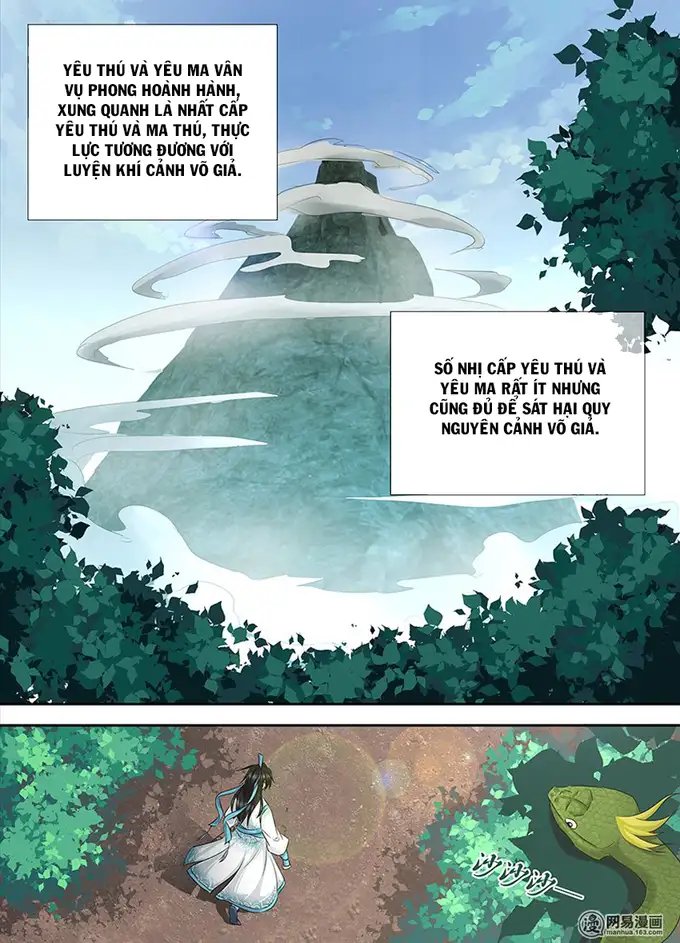 YÊU THÚ VÀ YÊU MA VÂN
VỤ PHONG HOÀNH HÀNH,
XUNG QUANH LÀ NHẤT CẤP
YÊU THÚ VÀ MA THÚ, THỰC
LỰC TƯƠNG ĐƯƠNG VỚI
LUYỆN KHÍ CẢNH VÕ GIẢ.
SỐ NHỊ CẤP YÊU THÚ VÀ
YÊU MA RẤT ÍT NHƯNG
CŨNG ĐỦ ĐỂ SÁT HẠI QUY
NGUYÊN CẢNH VÕ GIẢ.
沙沙沙—
漫 网易漫画
manhua.163.com